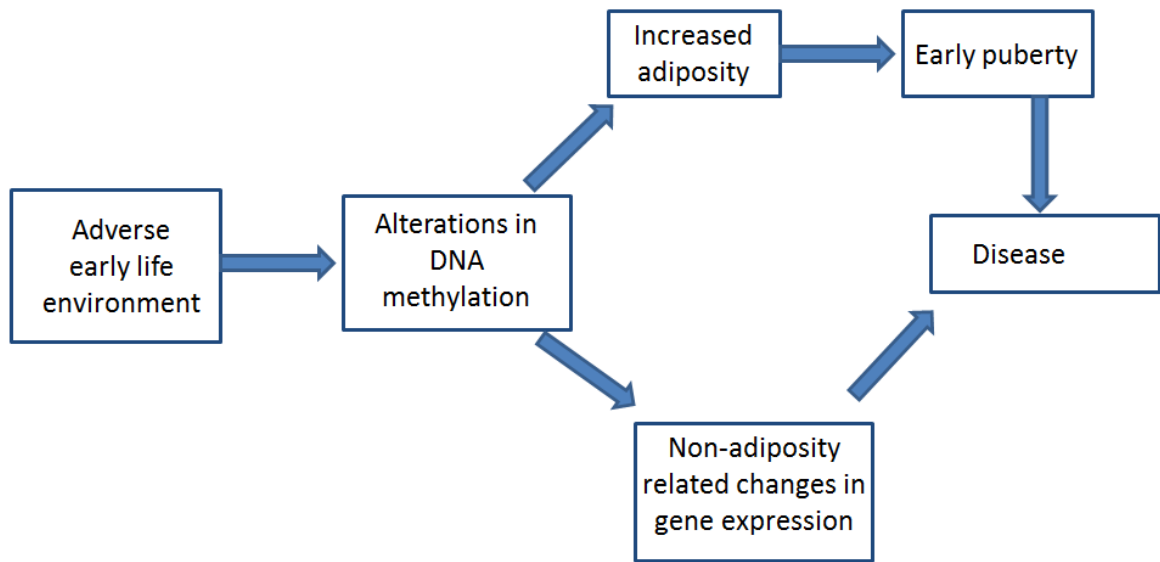 Adverse
early life
environment
Alterations in
DNA
methylation
Increased
adiposity
Early puberty
Disease
Non-adiposity
related changes in
gene expression